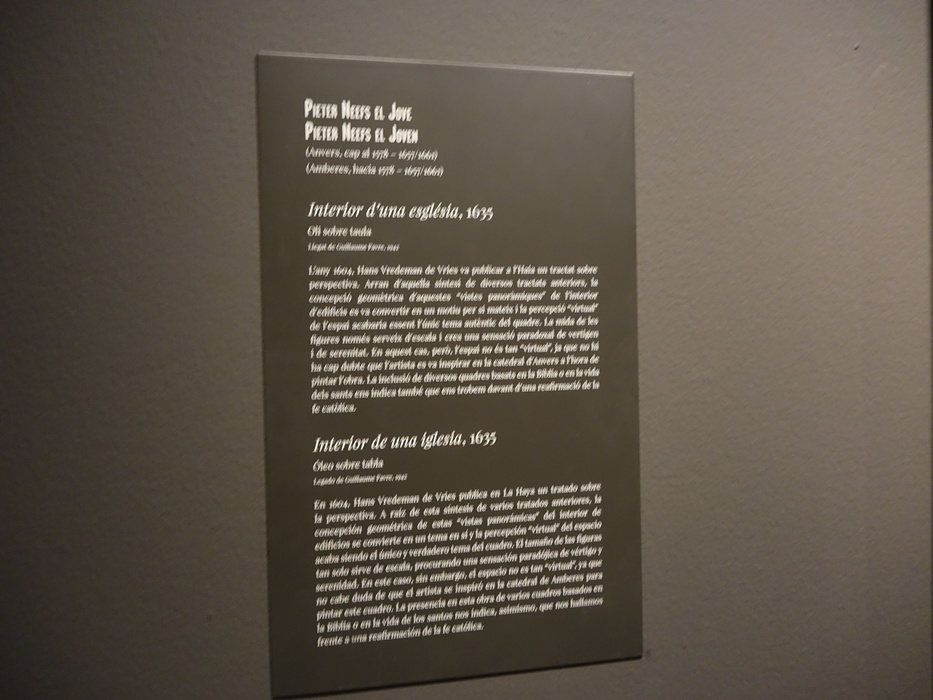 PIETER NEEFS EL JOVE
PIETER NEEFS EL JOVEN
(Anvers, cap al 1578 – 1657/1661)
(Amberes, hacia 1578 – 1657/1661)
Interior d'una església, 1635
Oli sobre taula
Llegat de Guillaume Favre, 1942
L'any 1604, Hans Vredeman de Vries va publicar a l'Haia un tractat sobre
perspectiva. Arran d'aquella síntesi de diversos tractats anteriors, la
concepció geomètrica d'aquestes "vistes panoràmiques" de l'interior
d'edificis es va convertir en un motiu per si mateix i la percepció "virtual"
de l'espai acabaria essent l'únic tema autèntic del quadre. La mida de les
figures només serveix d'escala i crea una sensació paradoxal de vertigen
i de serenitat. En aquest cas, però, l'espai no és tan "virtual", ja que no hi
ha cap dubte que l'artista es va inspirar en la catedral d'Anvers a l'hora de
pintar l'obra. La inclusió de diversos quadres basats en la Bíblia o en la vida
dels sants ens indica també que ens trobem davant d'una reafirmació de la
fe catòlica.
Interior de una iglesia, 1635
Óleo sobre tabla
Legado de Guillaume Favre, 1942
En 1604, Hans Vredeman de Vries publica en La Haya un tratado sobre
la perspectiva. A raíz de esta síntesis de varios tratados anteriores, la
concepción geométrica de estas "vistas panorámicas" del interior de
edificios se convierte en un tema en sí y la percepción "virtual" del espacio
acaba siendo el único y verdadero tema del cuadro. El tamaño de las figuras
tan solo sirve de escala, procurando una sensación paradójica de vértigo y
serenidad. En este caso, sin embargo, el espacio no es tan "virtual", ya que
no cabe duda de que el artista se inspiró en la catedral de Amberes para
pintar este cuadro. La presencia en esta obra de varios cuadros basados en
la Biblia o en la vida de los santos nos indica, asimismo, que nos hallamos
frente a una reafirmación de la fe católica.